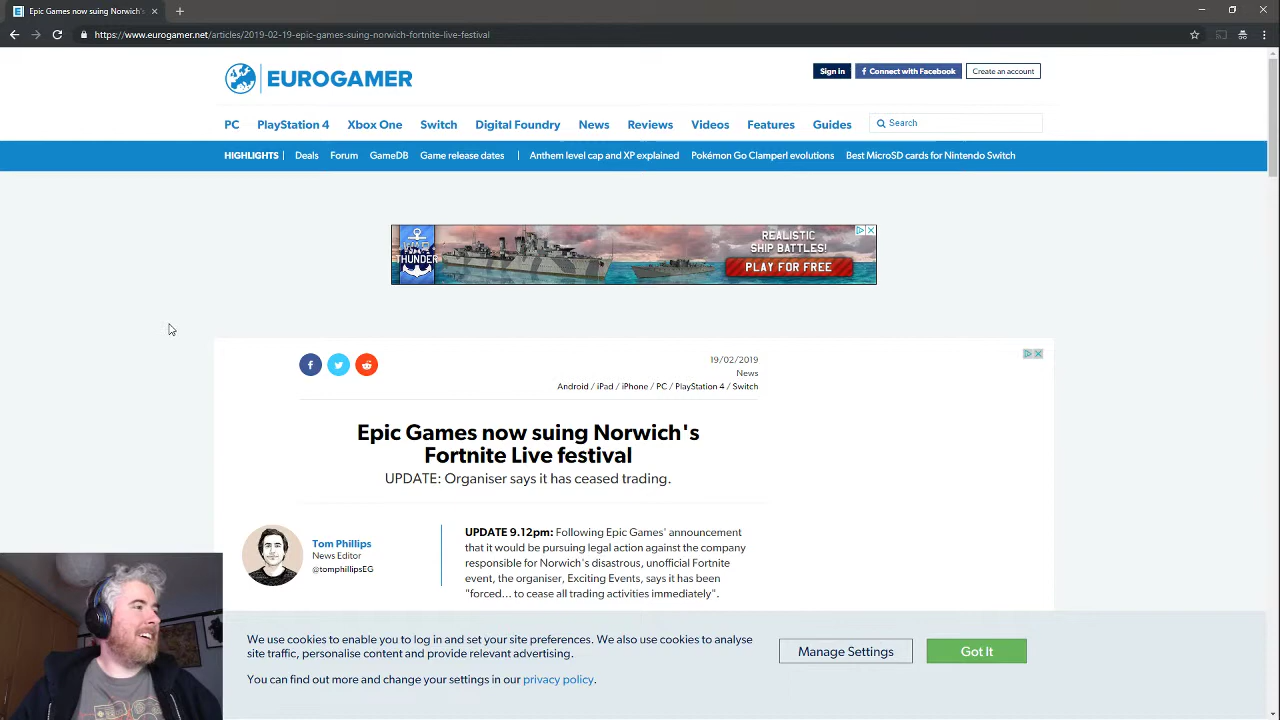 Epic Games now suing Norwich's
https://www.eurogamer.net/articles/2019-02-19-epic-games-suing-norwich-fortnite-live-festival
EUROGAMER
Sign in
f Connect with Facebook
Create an account
PC PlayStation 4 Xbox One Switch Digital Foundry News Reviews Videos Features Guides
Search
HIGHLIGHTS | Deals Forum GameDB Game release dates | Anthem level cap and XP explained Pokémon Go Clamperl evolutions Best MicroSD cards for Nintendo Switch
WAR
THUNDER
REALISTIC
SHIP BATTLES!
PLAY FOR FREE
19/02/2019
News
Android / iPad / iPhone / PC / PlayStation 4 / Switch
Epic Games now suing Norwich's
Fortnite Live festival
UPDATE: Organiser says it has ceased trading.
Tom Phillips
News Editor
@tomphillipsEG
UPDATE 9.12pm: Following Epic Games' announcement
that it would be pursuing legal action against the company
responsible for Norwich's disastrous, unofficial Fortnite
event, the organiser, Exciting Events, says it has been
"forced... to cease all trading activities immediately".
We use cookies to enable you to log in and set your site preferences. We also use cookies to analyse
site traffic, personalise content and provide relevant advertising.
You can find out more and change your settings in our privacy policy.
Manage Settings
Got It